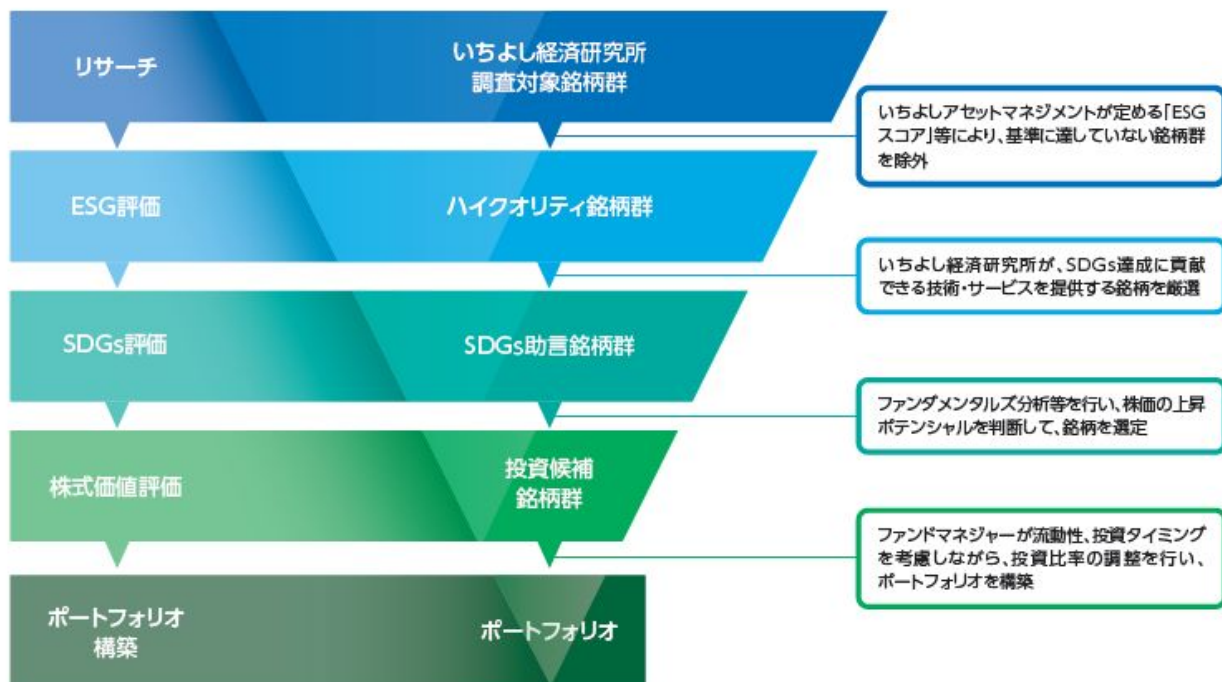 リサーチ
いちよし経済研究所
調査対象銘柄群
いちよしアセットマネジメントが定める「ESG
スコア」等により、基準に達していない銘柄群
を除外
ESG評価
ハイクオリティ銘柄群
いちよし経済研究所が、SDGs達成に貢献
できる技術・サービスを提供する銘柄を厳選
SDGs評価
SDGs助言銘柄群
ファンダメンタルズ分析等を行い、株価の上昇
ポテンシャルを判断して、銘柄を選定
株式価値評価
投資候補
銘柄群
ファンドマネジャーが流動性、投資タイミング
を考慮しながら、投資比率の調整を行い、
ポートフォリオを構築
ポートフォリオ
構築
ポートフォリオ